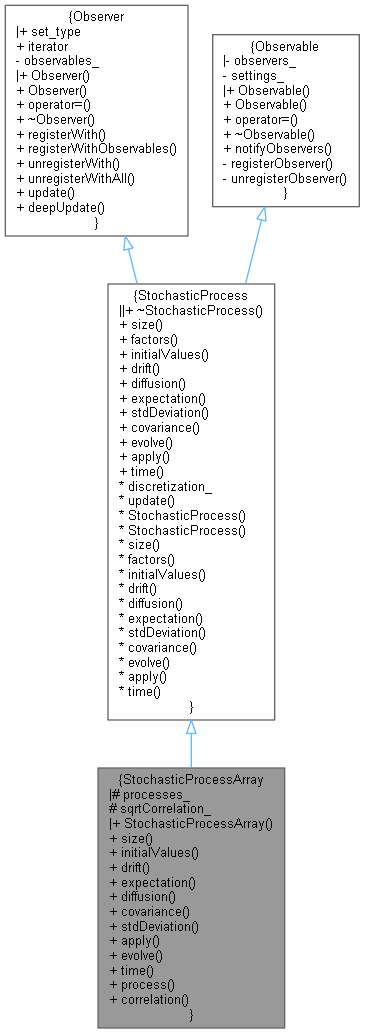 {Observer
|+ set_type
+ iterator
- observables_
|+ Observer()
+ Observer()
+ operator=()
+ ~Observer()
+ registerWith()
+ registerWithObservables()
+ unregisterWith()
+ unregisterWithAll()
+ update()
+ deepUpdate()
}
{Observable
|- observers_
- settings_
|+ Observable()
+ Observable()
+ operator=()
+ ~Observable()
+ notifyObservers()
- registerObserver()
- unregisterObserver()
}
{StochasticProcess
||+ ~StochasticProcess()
+ size()
+ factors()
+ initialValues()
+ drift()
+ diffusion()
+ expectation()
+ stdDeviation()
+ covariance()
+ evolve()
+ apply()
+ time()
* discretization_
* update()
* StochasticProcess()
* StochasticProcess()
* size()
* factors()
* initialValues()
* drift()
* diffusion()
* expectation()
* stdDeviation()
* covariance()
* evolve()
* apply()
* time()
}
{StochasticProcessArray
|# processes_
# sqrtCorrelation_
|+ StochasticProcessArray()
+ size()
+ initialValues()
+ drift()
+ expectation()
+ diffusion()
+ covariance()
+ stdDeviation()
+ apply()
+ evolve()
+ time()
+ process()
+ correlation()
}